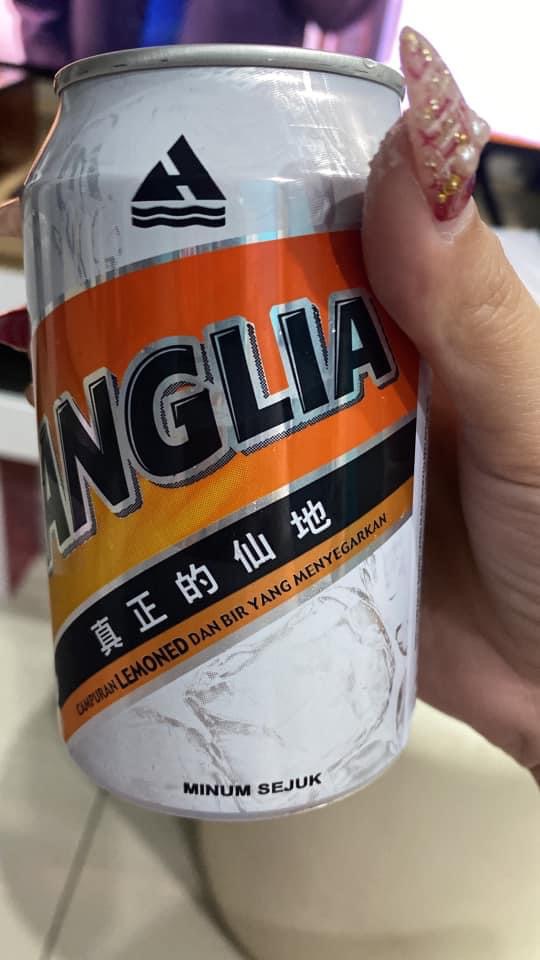 ANGLIA
真正的仙地
CAMPURAN LEMONED DAN BIR YANG MENYEGARKAN
MINUM SEJUK